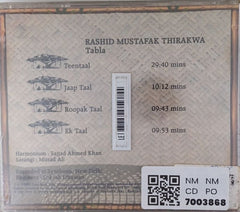 RASHID MUSTAFAK THIRAKWA
Tabla
Teentaal 29:40 mins
Jaap Taal 10:12 mins
Roopak Taal 09:43 mins
Ek Taal 09:53 mins
Harmonium : Sajjad Ahmed Khan
Sarangi : Murad Ali
NM NM
CD PO
7003868